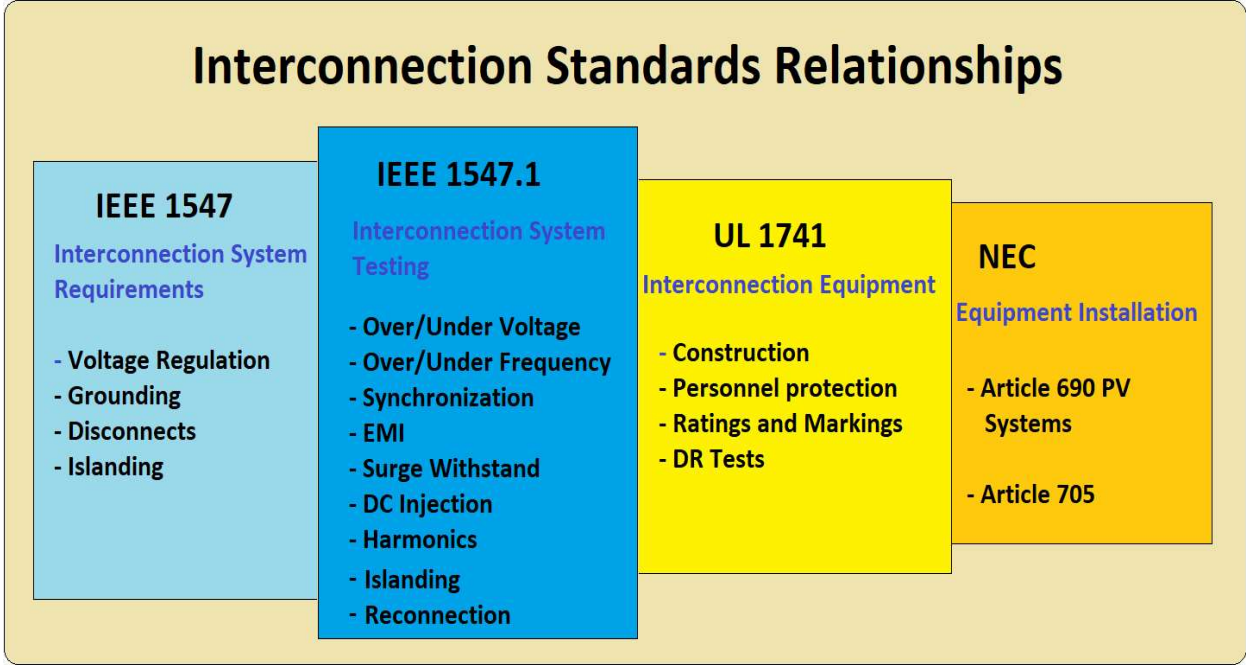 Interconnection Standards Relationships
IEEE 1547
Interconnection System
Requirements
- Voltage Regulation
- Grounding
- Disconnects
- Islanding
IEEE 1547.1
Interconnection System
Testing
- Over/Under Voltage
- Over/Under Frequency
- Synchronization
- EMI
- Surge Withstand
- DC Injection
- Harmonics
- Islanding
- Reconnection
UL 1741
Interconnection Equipment
- Construction
- Personnel protection
- Ratings and Markings
- DR Tests
NEC
Equipment Installation
- Article 690 PV
Systems
- Article 705